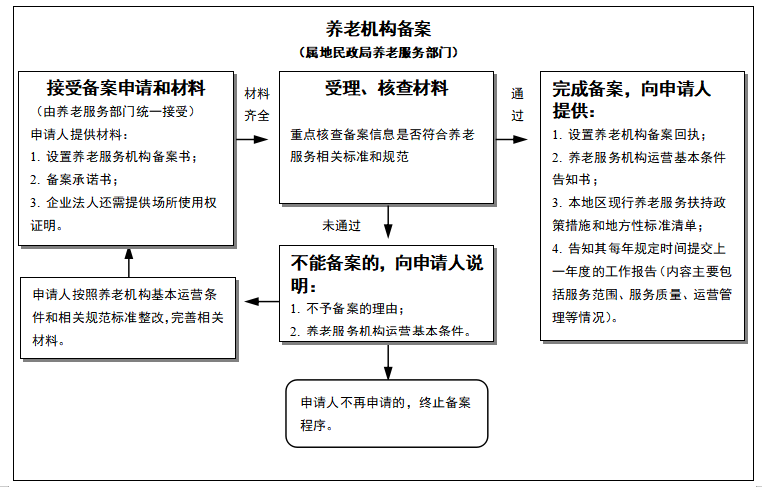 养老机构备案
（属地民政局养老服务部门）
接受备案申请和材料
（由养老服务部门统一接受）
申请人提供材料：
1. 设置养老服务机构备案书；
2. 备案承诺书；
3. 企业法人还需提供场所使用权
证明。
材料
齐全
受理、核查材料
重点核查备案信息是否符合养老
服务相关标准和规范
通
过
完成备案，向申请人
提供：
1. 设置养老机构备案回执；
2. 养老服务机构运营基本条件
告知书；
3. 本地区现行养老服务扶持政
策措施和地方性标准清单；
4. 告知其每年规定时间提交上
一年度的工作报告（内容主要包
括服务范围、服务质量、运营管
理等情况）。
未通过
不能备案的，向申请人说
明：
1. 不予备案的理由；
2. 养老服务机构运营基本条件。
申请人按照养老机构基本运营条
件和相关规范标准整改，完善相关
材料。
申请人不再申请的，终止备案
程序。